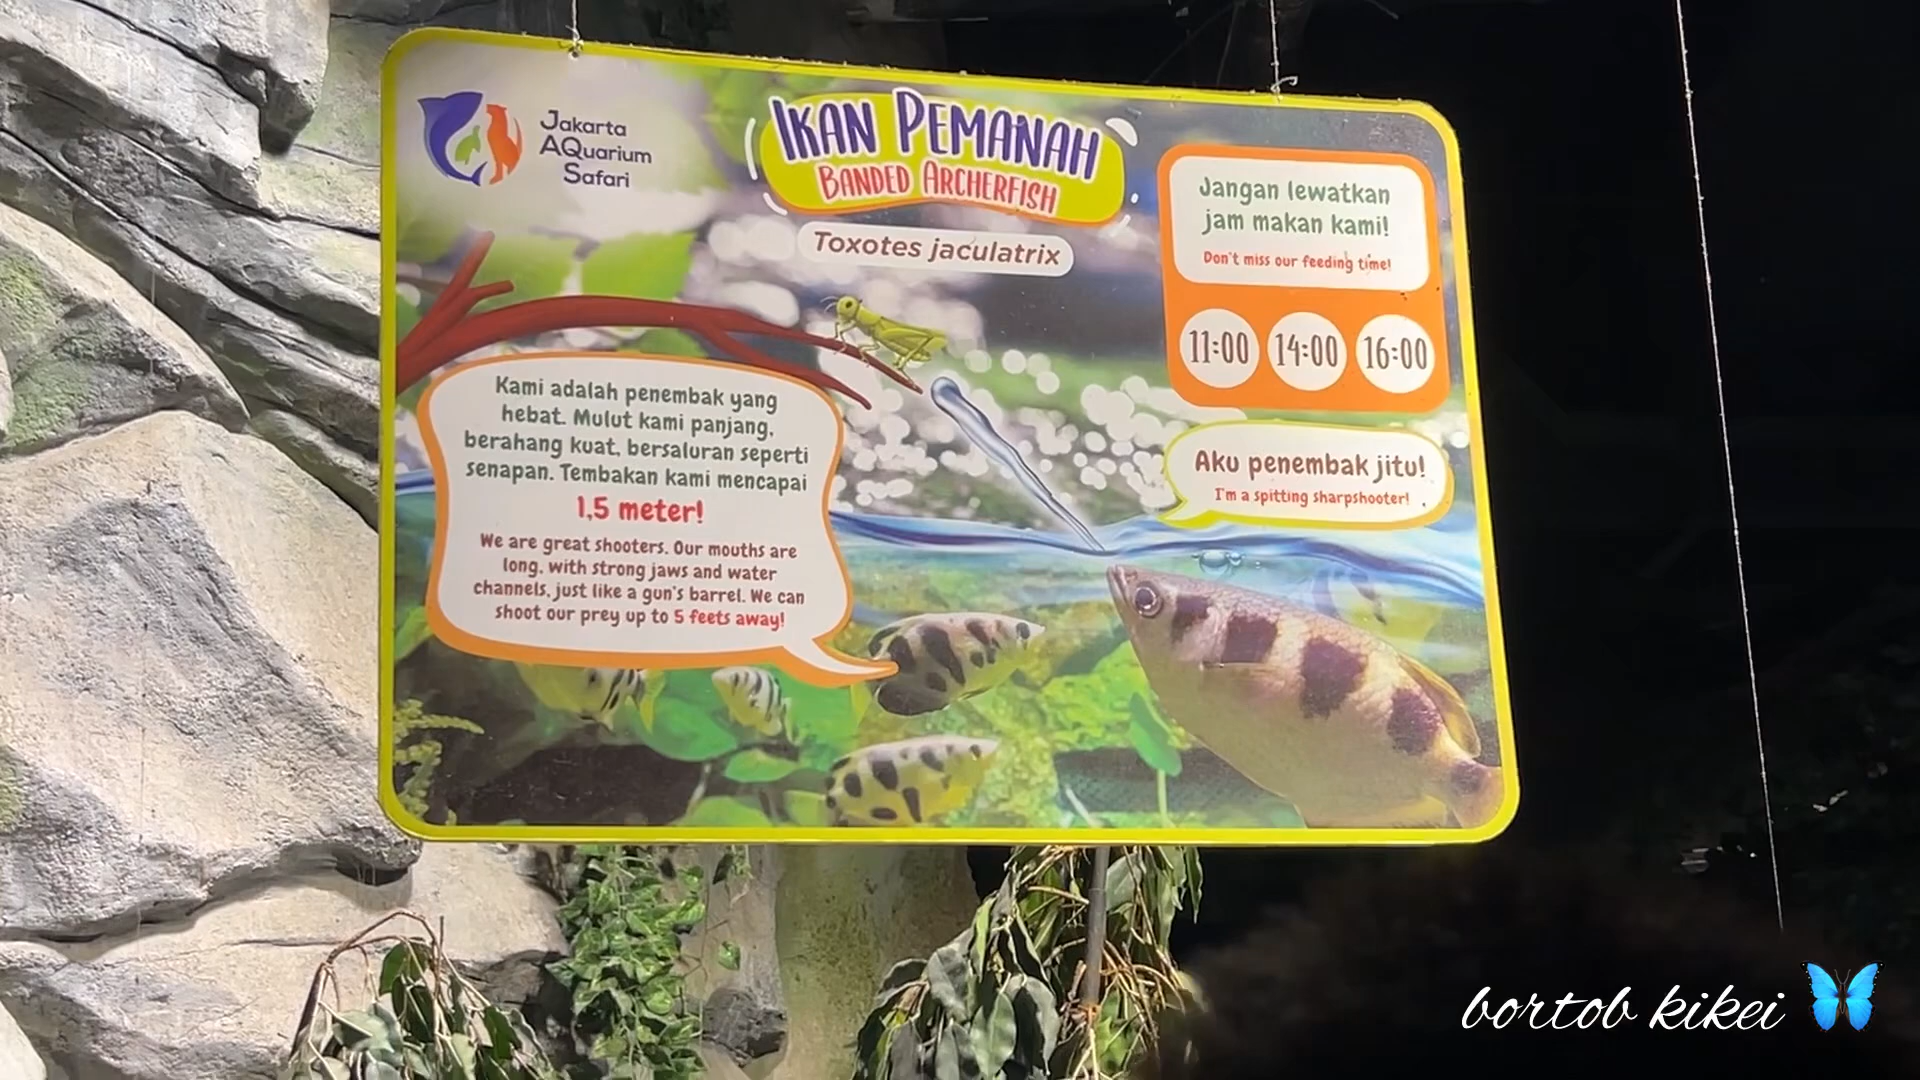 Jakarta
AQuarium
Safari
IKAN PEMANAH
BANDED ARCHERFISH
Toxotes jaculatrix
Jangan lewatkan
jam makan kami!
Don't miss our feeding time!
11:00 14:00 16:00
Kami adalah penembak yang
hebat. Mulut kami panjang,
berahang kuat, bersaluran seperti
senapan. Tembakan kami mencapai
1,5 meter!
We are great shooters. Our mouths are
long, with strong jaws and water
channels, just like a gun's barrel. We can
shoot our prey up to 5 feets away!
Aku penembak jitu!
I'm a spitting sharpshooter!
bortob kikei